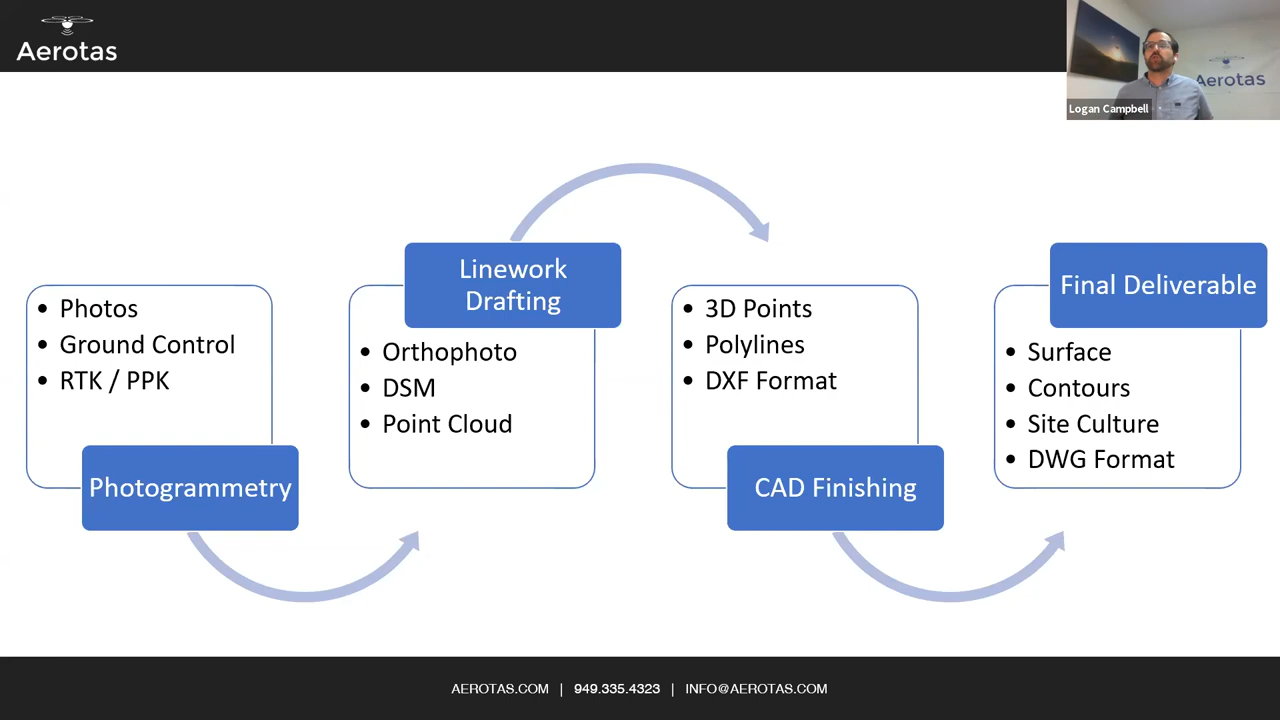 Aerotas
Aerotas
Logan Campbell
• Photos
• Ground Control
• RTK / PPK
Photogrammetry
Linework
Drafting
• Orthophoto
• DSM
• Point Cloud
• 3D Points
• Polylines
• DXF Format
CAD Finishing
Final Deliverable
• Surface
• Contours
• Site Culture
• DWG Format
AEROTAS.COM | 949.335.4323 | INFO@AEROTAS.COM